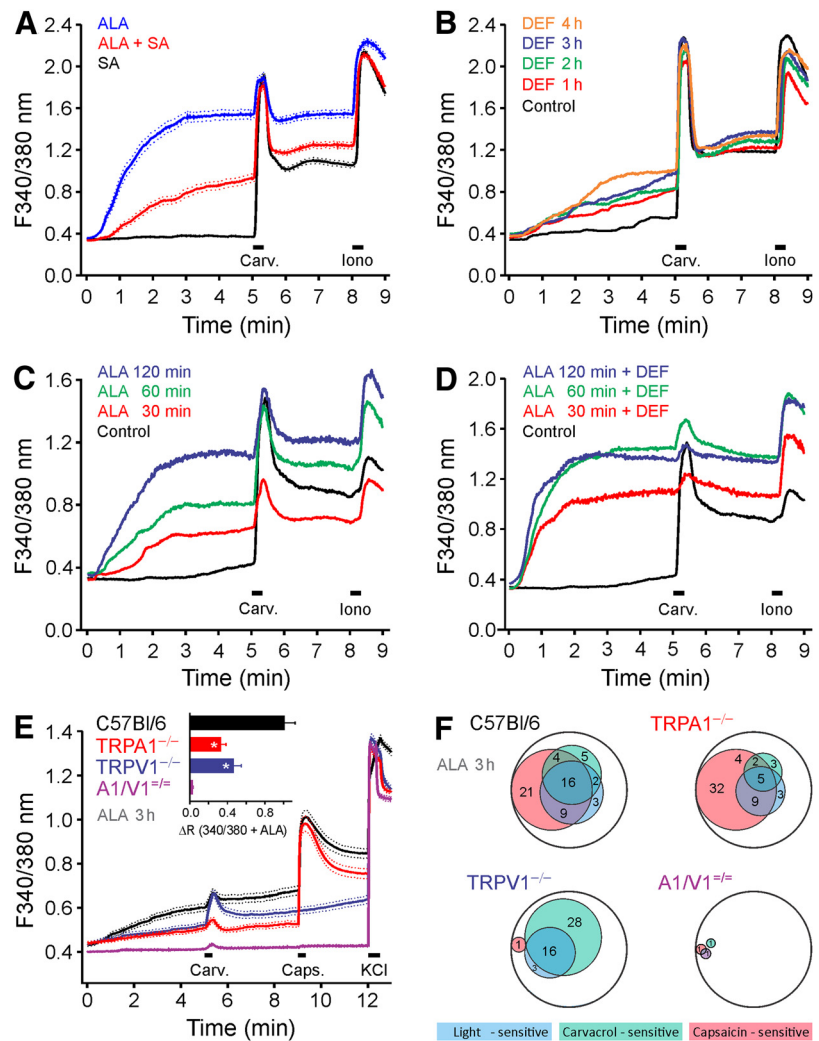 A
ALA
ALA + SA
SA
F340/380 nm
2.4
2.0
1.6
1.2
0.8
0.4
0.0
Carv.
Iono
0 1 2 3 4 5 6 7 8 9
Time (min)
B
DEF 4 h
DEF 3 h
DEF 2 h
DEF 1 h
Control
F340/380 nm
2.4
2.0
1.6
1.2
0.8
0.4
0.0
Carv.
Iono
0 1 2 3 4 5 6 7 8 9
Time (min)
C
ALA 120 min
ALA 60 min
ALA 30 min
Control
F340/380 nm
1.6
1.2
0.8
0.4
0.0
Carv.
Iono
0 1 2 3 4 5 6 7 8 9
Time (min)
D
ALA 120 min + DEF
ALA 60 min + DEF
ALA 30 min + DEF
Control
F340/380 nm
2.0
1.6
1.2
0.8
0.4
0.0
Carv.
Iono
0 1 2 3 4 5 6 7 8 9
Time (min)
E
C57Bl/6
TRPA1−/−
TRPV1−/−
A1/V1=/=
ALA 3 h
* *
0.0 0.4 0.8
ΔR (340/380 + ALA)
F340/380 nm
1.4
1.2
1.0
0.8
0.6
0.4
Carv.
Caps.
KCl
0 2 4 6 8 10 12
Time (min)
F
C57Bl/6
ALA 3 h
4 5
16 2
21 3
9
TRPA1−/−
4 2 3
32 5
9 3
TRPV1−/−
28
1 16
3
A1/V1=/=
1 1
1
Light - sensitive
Carvacrol - sensitive
Capsaicin - sensitive